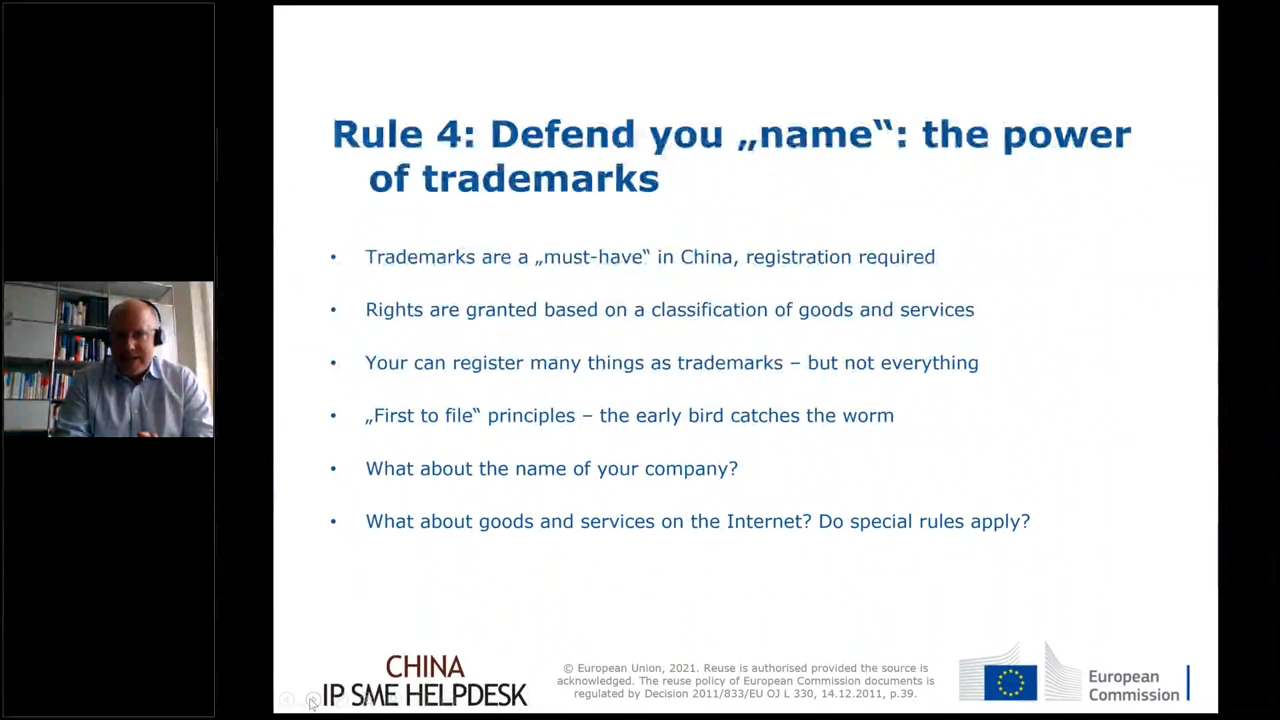 Rule 4: Defend you „name“: the power
of trademarks
• Trademarks are a „must-have“ in China, registration required
• Rights are granted based on a classification of goods and services
• Your can register many things as trademarks – but not everything
• „First to file“ principles – the early bird catches the worm
• What about the name of your company?
• What about goods and services on the Internet? Do special rules apply?
CHINA
IP SME HELPDESK
© European Union, 2021. Reuse is authorised provided the source is
acknowledged. The reuse policy of European Commission documents is
regulated by Decision 2011/833/EU OJ L 330, 14.12.2011, p.39.
European
Commission